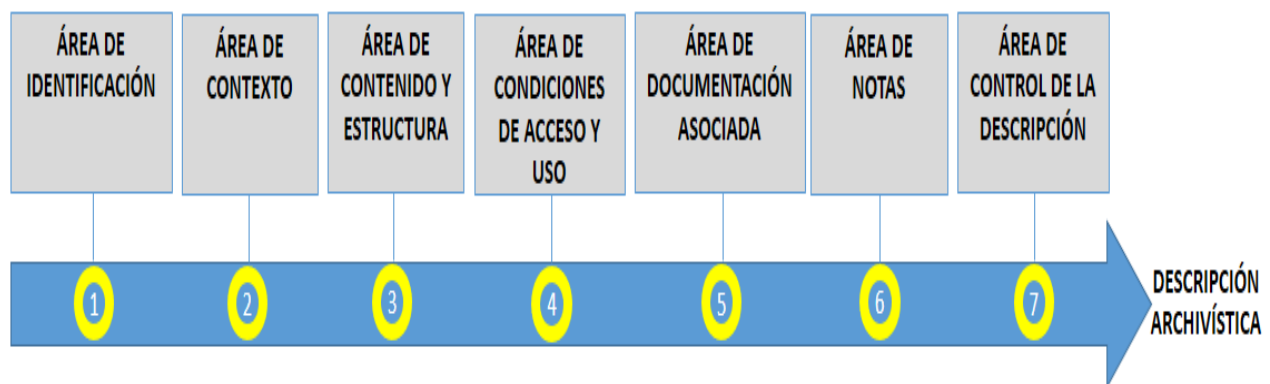 ÁREA DE
IDENTIFICACIÓN
ÁREA DE
CONTEXTO
ÁREA DE
CONTENIDO Y
ESTRUCTURA
ÁREA DE
CONDICIONES
DE ACCESO Y
USO
ÁREA DE
DOCUMENTACIÓN
ASOCIADA
ÁREA DE
NOTAS
ÁREA DE
CONTROL DE LA
DESCRIPCIÓN
1
2
3
4
5
6
7
DESCRIPCIÓN
ARCHIVÍSTICA